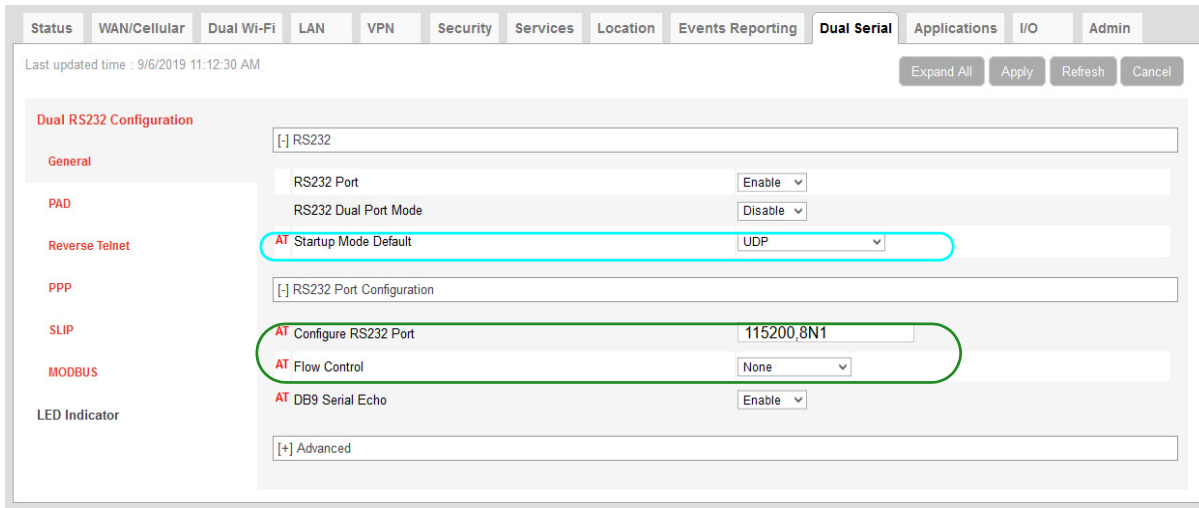 Status WAN/Cellular Dual Wi-Fi LAN VPN Security Services Location Events Reporting Dual Serial Applications I/O Admin
Last updated time : 9/6/2019 11:12:30 AM
Expand All Apply Refresh Cancel
Dual RS232 Configuration
General
PAD
Reverse Telnet
PPP
SLIP
MODBUS
LED Indicator
[-] RS232
RS232 Port Enable
RS232 Dual Port Mode Disable
AT Startup Mode Default UDP
[-] RS232 Port Configuration
AT Configure RS232 Port 115200,8N1
AT Flow Control None
AT DB9 Serial Echo Enable
[+] Advanced